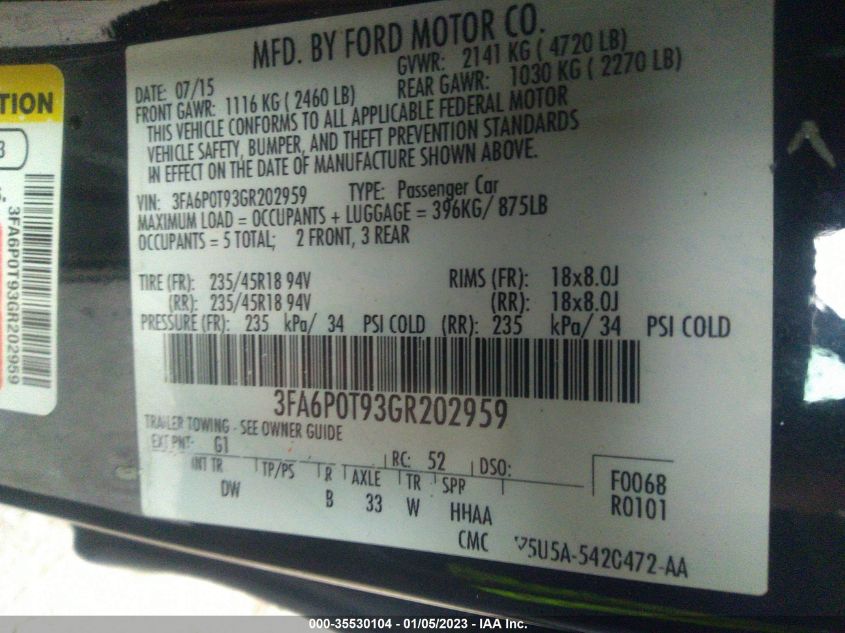 MFD. BY FORD MOTOR CO.
DATE: 07/15
GVWR: 2141 KG ( 4720 LB)
FRONT GAWR: 1116 KG ( 2460 LB)
REAR GAWR: 1030 KG ( 2270 LB)
THIS VEHICLE CONFORMS TO ALL APPLICABLE FEDERAL MOTOR
VEHICLE SAFETY, BUMPER, AND THEFT PREVENTION STANDARDS
IN EFFECT ON THE DATE OF MANUFACTURE SHOWN ABOVE.
VIN: 3FA6P0T93GR202959 TYPE: Passenger Car
MAXIMUM LOAD = OCCUPANTS + LUGGAGE = 396KG/ 875LB
OCCUPANTS = 5 TOTAL; 2 FRONT, 3 REAR
TIRE (FR): 235/45R18 94V RIMS (FR): 18x8.0J
(RR): 235/45R18 94V (RR): 18x8.0J
PRESSURE (FR): 235 kPa/ 34 PSI COLD (RR): 235 kPa/ 34 PSI COLD
3FA6P0T93GR202959
TRAILER TOWING - SEE OWNER GUIDE
EXT PNT: G1 RC: 52 DSO:
INT TR TP/PS R AXLE TR SPR
DW B 33 W HHAA
F0068
R0101
CMC V5U5A-542C472-AA
TION
3
3FA6P0T93GR202959
000-35530104 - 01/05/2023 - IAA Inc.